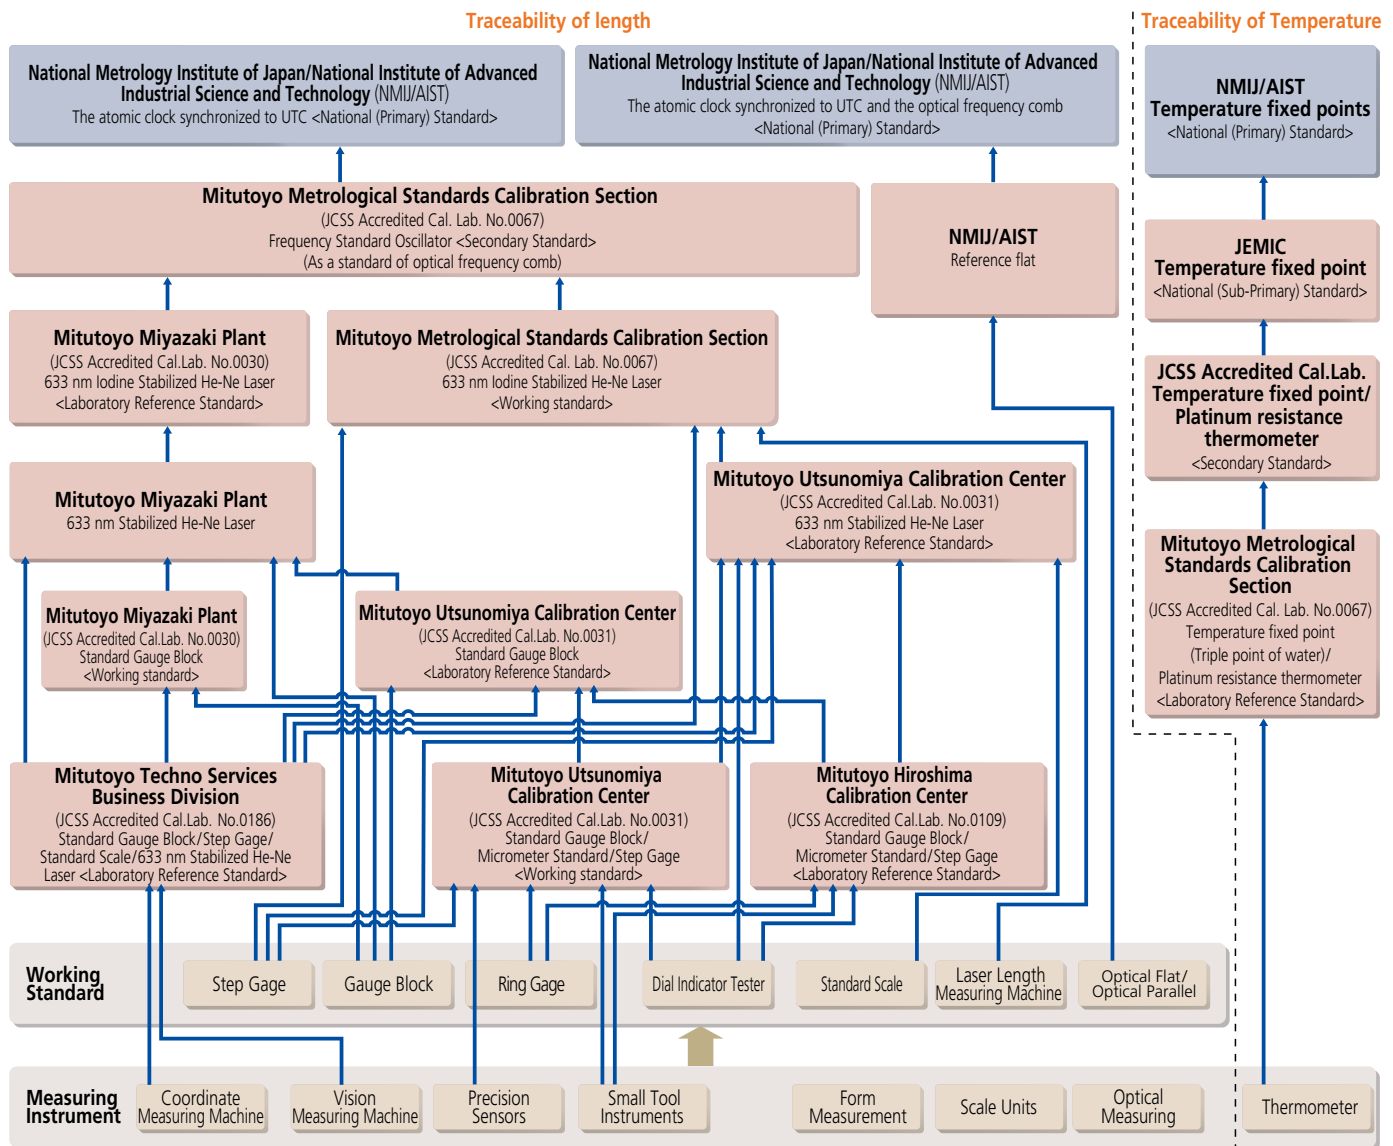 Traceability of length
Traceability of Temperature
National Metrology Institute of Japan/National Institute of Advanced
Industrial Science and Technology (NMIJ/AIST)
The atomic clock synchronized to UTC <National (Primary) Standard>
National Metrology Institute of Japan/National Institute of Advanced
Industrial Science and Technology (NMIJ/AIST)
The atomic clock synchronized to UTC and the optical frequency comb
<National (Primary) Standard>
NMIJ/AIST
Temperature fixed points
<National (Primary) Standard>
Mitutoyo Metrological Standards Calibration Section
(JCSS Accredited Cal. Lab. No.0067)
Frequency Standard Oscillator <Secondary Standard>
(As a standard of optical frequency comb)
NMIJ/AIST
Reference flat
JEMIC
Temperature fixed point
<National (Sub-Primary) Standard>
Mitutoyo Miyazaki Plant
(JCSS Accredited Cal.Lab. No.0030)
633 nm Iodine Stabilized He-Ne Laser
<Laboratory Reference Standard>
Mitutoyo Metrological Standards Calibration Section
(JCSS Accredited Cal. Lab. No.0067)
633 nm Iodine Stabilized He-Ne Laser
<Working standard>
JCSS Accredited Cal.Lab.
Temperature fixed point/
Platinum resistance
thermometer
<Secondary Standard>
Mitutoyo Miyazaki Plant
633 nm Stabilized He-Ne Laser
Mitutoyo Utsunomiya Calibration Center
(JCSS Accredited Cal.Lab. No.0031)
633 nm Stabilized He-Ne Laser
<Laboratory Reference Standard>
Mitutoyo Metrological
Standards Calibration
Section
(JCSS Accredited Cal. Lab. No.0067)
Temperature fixed point
(Triple point of water)/
Platinum resistance thermometer
<Laboratory Reference Standard>
Mitutoyo Miyazaki Plant
(JCSS Accredited Cal.Lab. No.0030)
Standard Gauge Block
<Working standard>
Mitutoyo Utsunomiya Calibration Center
(JCSS Accredited Cal.Lab. No.0031)
Standard Gauge Block
<Laboratory Reference Standard>
Mitutoyo Techno Services
Business Division
(JCSS Accredited Cal.Lab. No.0186)
Standard Gauge Block/Step Gage/
Standard Scale/633 nm Stabilized He-Ne
Laser <Laboratory Reference Standard>
Mitutoyo Utsunomiya
Calibration Center
(JCSS Accredited Cal.Lab. No.0031)
Standard Gauge Block/
Micrometer Standard/Step Gage
<Working standard>
Mitutoyo Hiroshima
Calibration Center
(JCSS Accredited Cal.Lab. No.0109)
Standard Gauge Block/
Micrometer Standard/Step Gage
<Laboratory Reference Standard>
Working
Standard
Step Gage
Gauge Block
Ring Gage
Dial Indicator Tester
Standard Scale
Laser Length
Measuring Machine
Optical Flat/
Optical Parallel
Measuring
Instrument
Coordinate
Measuring Machine
Vision
Measuring Machine
Precision
Sensors
Small Tool
Instruments
Form
Measurement
Scale Units
Optical
Measuring
Thermometer